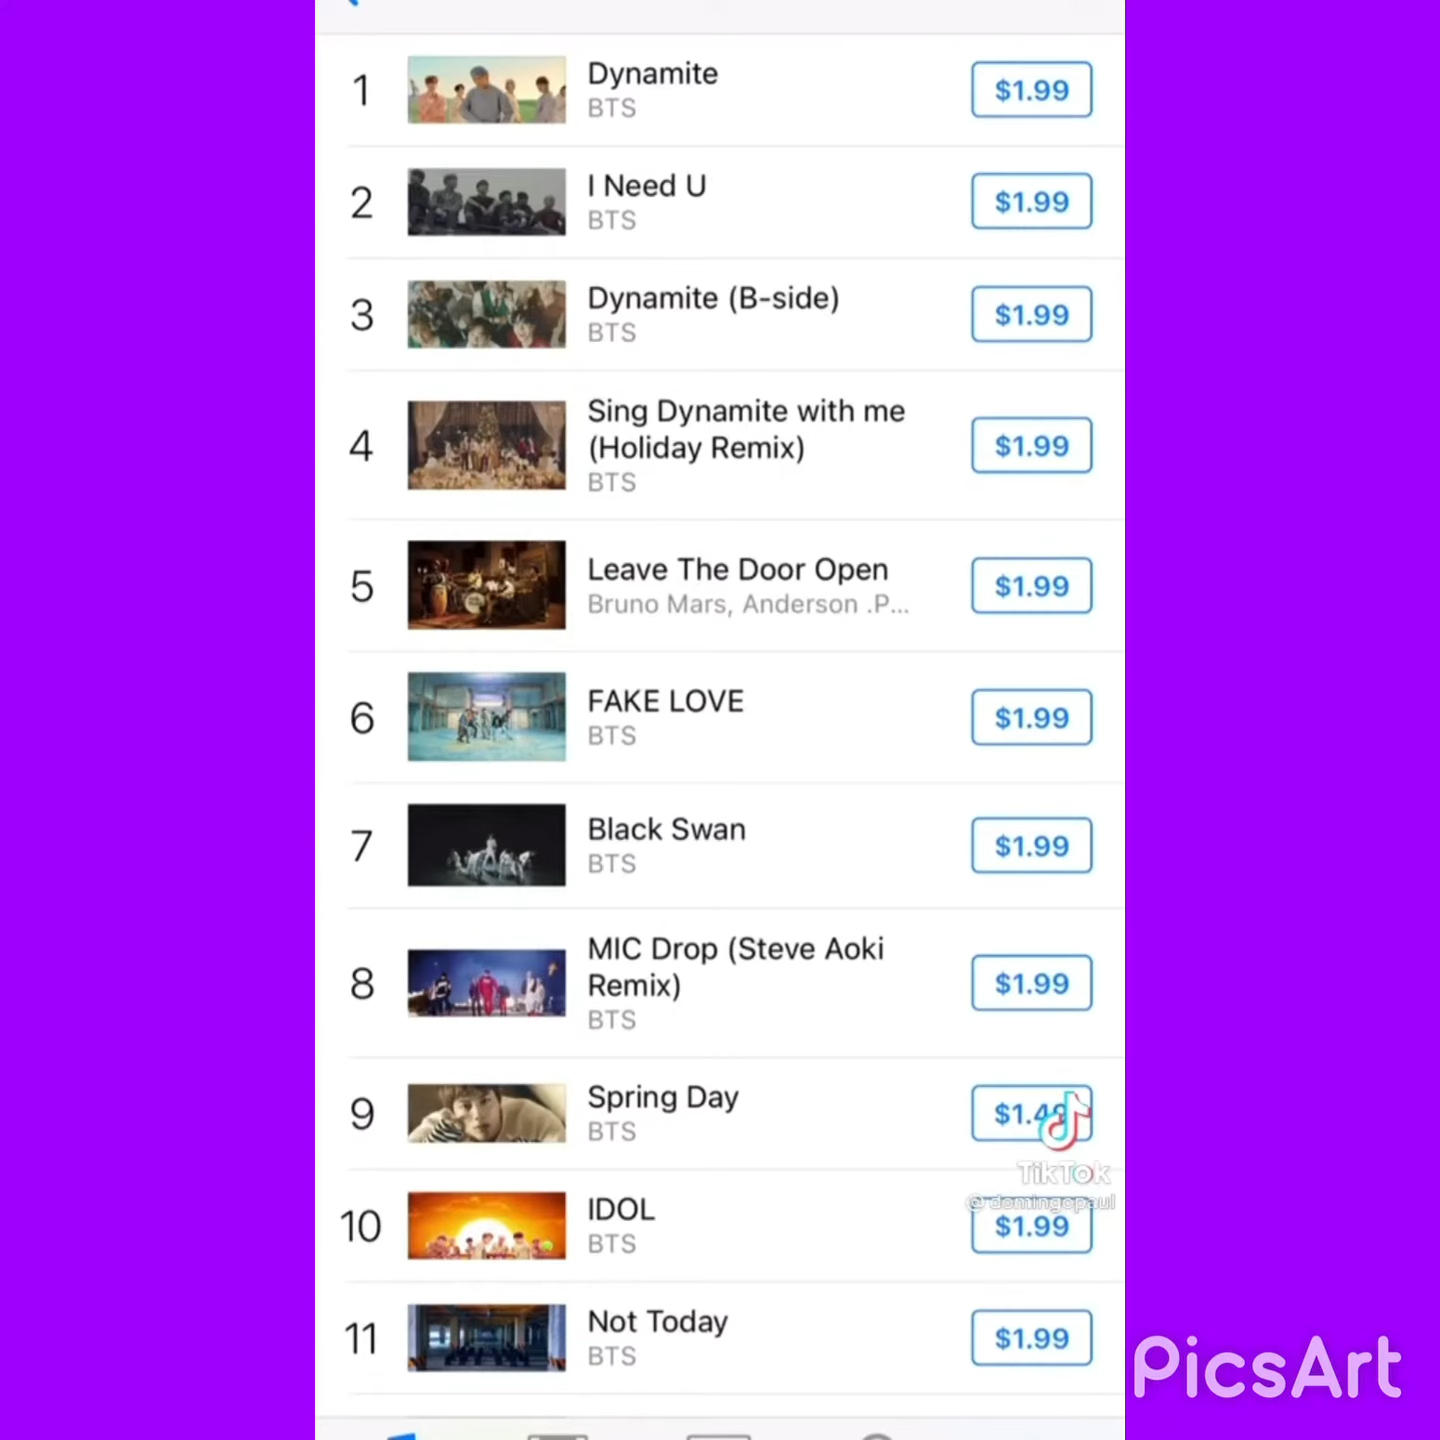 1
Dynamite
BTS
$1.99
2
I Need U
BTS
$1.99
3
Dynamite (B-side)
BTS
$1.99
4
Sing Dynamite with me
(Holiday Remix)
BTS
$1.99
5
Leave The Door Open
Bruno Mars, Anderson .P...
$1.99
6
FAKE LOVE
BTS
$1.99
7
Black Swan
BTS
$1.99
8
MIC Drop (Steve Aoki
Remix)
BTS
$1.99
9
Spring Day
BTS
$1.49
TikTok
@domingopaul
10
IDOL
BTS
$1.99
11
Not Today
BTS
$1.99
PicsArt